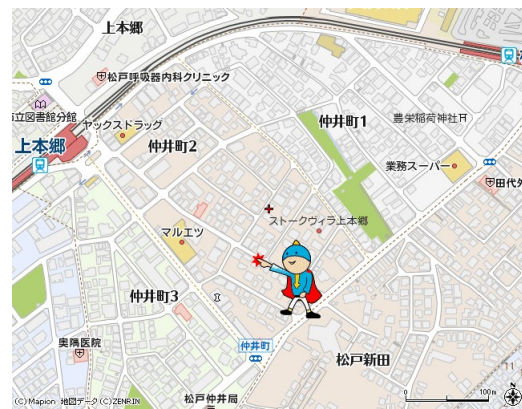 上本郷
松戸呼吸器内科クリニック
市立図書館分館
ヤックスドラッグ
仲井町1
豊栄稲荷神社
上本郷
仲井町2
業務スーパー
田代外
ストークヴィラ上本郷
マルエツ
仲井町3
仲井町
奥隅医院
松戸新田
11
松戸仲井局
0
100m
(C) Mapion 地図データ(C)ZENRIN